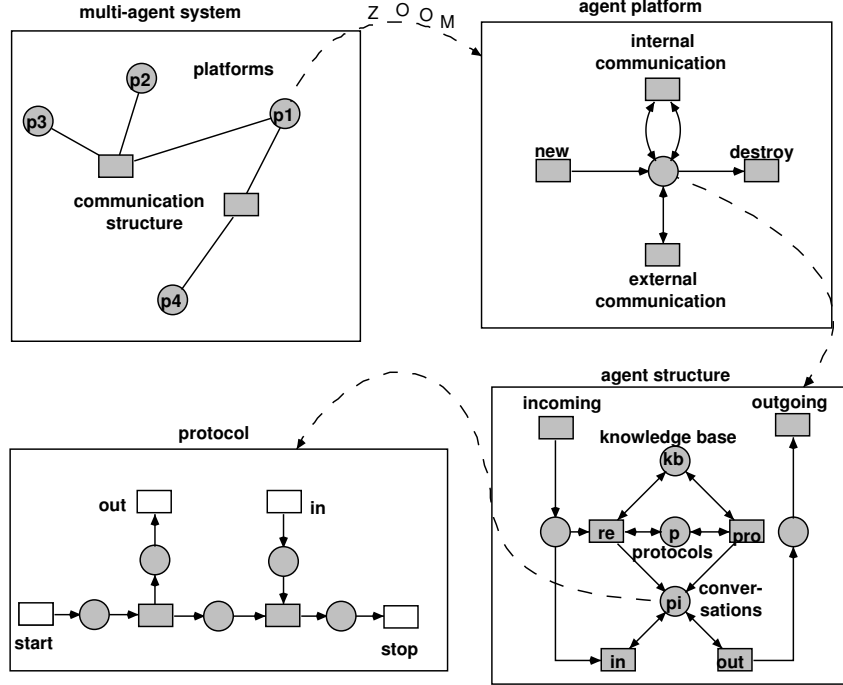 multi-agent system
Z O O M
agent platform
platforms
p2
p3
p1
communication
structure
p4
internal
communication
new
destroy
external
communication
protocol
out
in
start
stop
agent structure
incoming
outgoing
knowledge base
kb
re
p
pro
protocols
pi
conver-
sations
in
out